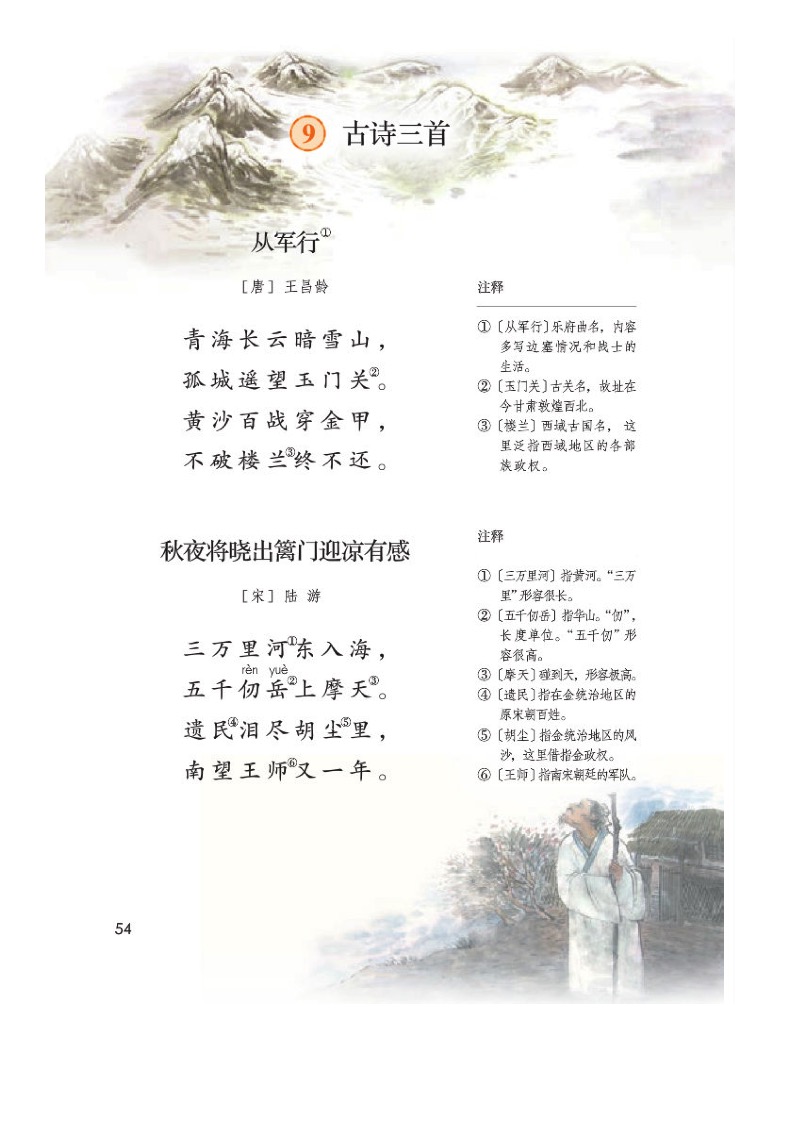 9 古诗三首
从军行①
［唐］王昌龄
青海长云暗雪山，
孤城遥望玉门关②。
黄沙百战穿金甲，
不破楼兰③终不还。
注释
①〔从军行〕乐府曲名，内容
多写边塞情况和战士的
生活。
②〔玉门关〕古关名，故址在
今甘肃敦煌西北。
③〔楼兰〕西域古国名， 这
里泛指西域地区的各部
族政权。
秋夜将晓出篱门迎凉有感
［宋］陆 游
三万里河①东入海，
rèn yuè
五千仞岳②上摩天③。
遗民④泪尽胡尘⑤里，
南望王师⑥又一年。
注释
①〔三万里河〕指黄河。“三万
里”形容很长。
②〔五千仞岳〕指华山。“仞”，
长度单位。“五千仞”形
容很高。
③〔摩天〕碰到天，形容极高。
④〔遗民〕指在金统治地区的
原宋朝百姓。
⑤〔胡尘〕指金统治地区的风
沙，这里借指金政权。
⑥〔王师〕指南宋朝廷的军队。
54